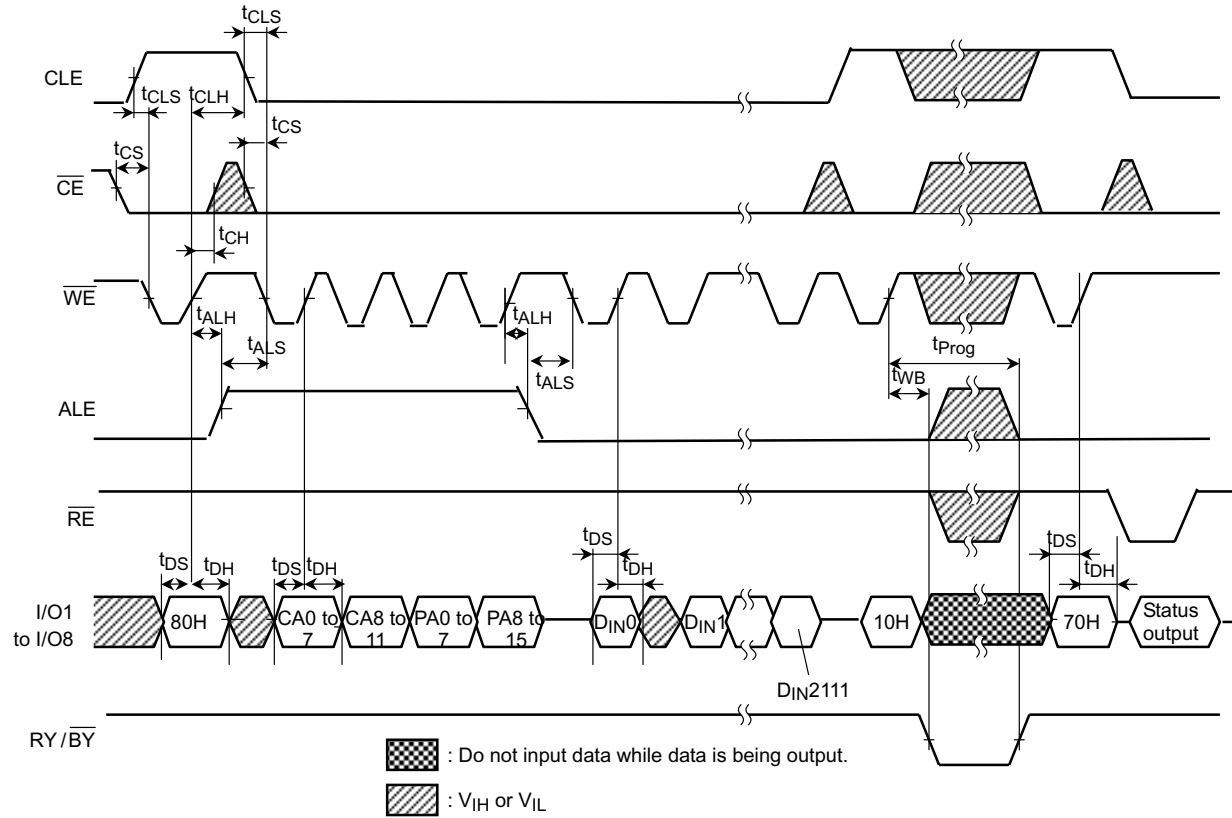 tCLS
CLE
tCLS tCLH
tCS
tCS
CE
tCH
WE
tALH tALH
tProg
tALS tALS
tWB
ALE
RE
tDS tDS tDS tDS
tDH tDH tDH tDH
I/O1
to I/O8
80H
CA0 to
7
CA8 to
11
PA0 to
7
PA8 to
15
DIN0
DIN1
10H
70H
Status
output
DIN2111
RY/BY
: Do not input data while data is being output.
: VIH or VIL